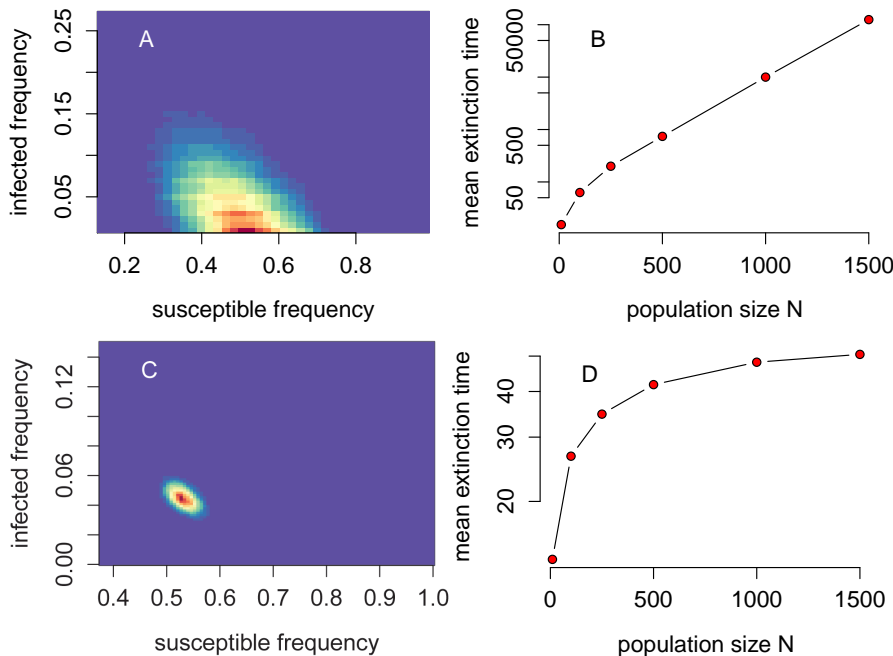 A
infected frequency
0.05 0.15 0.25
0.2 0.4 0.6 0.8
susceptible frequency
B
mean extinction time
50 500 50000
0 500 1000 1500
population size N
C
infected frequency
0.00 0.06 0.12
0.4 0.5 0.6 0.7 0.8 0.9 1.0
susceptible frequency
D
mean extinction time
20 30 40
0 500 1000 1500
population size N